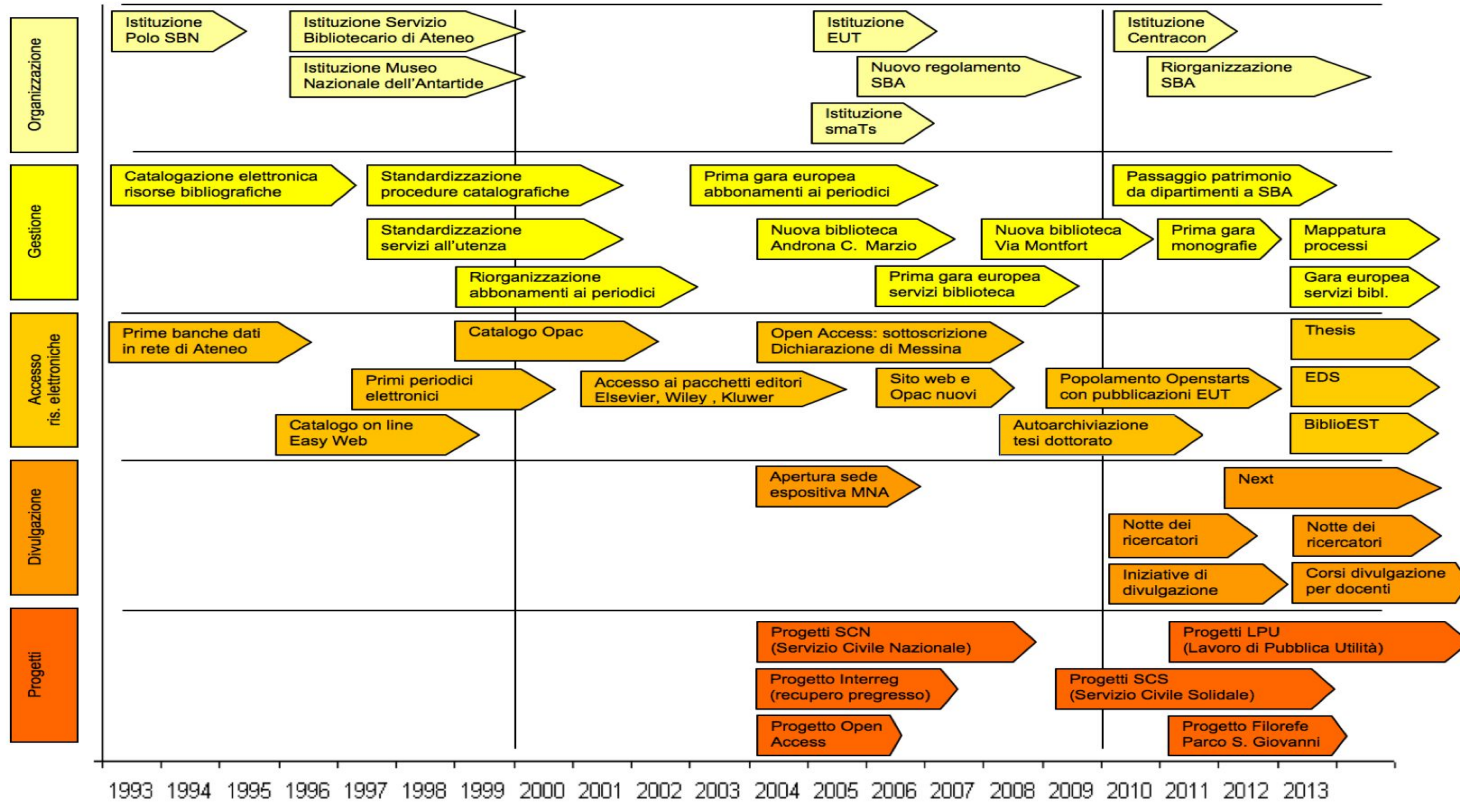 Organizzazione
Istituzione
Polo SBN
Istituzione Servizio
Bibliotecario di Ateneo
Istituzione
EUT
Istituzione
Centracon
Istituzione Museo
Nazionale dell'Antartide
Nuovo regolamento
SBA
Riorganizzazione
SBA
Istituzione
smaTs
Gestione
Catalogazione elettronica
risorse bibliografiche
Standardizzazione
procedure catalografiche
Prima gara europea
abbonamenti ai periodici
Passaggio patrimonio
da dipartimenti a SBA
Standardizzazione
servizi all'utenza
Nuova biblioteca
Androna C. Marzio
Nuova biblioteca
Via Montfort
Prima gara
monografie
Mappatura
processi
Riorganizzazione
abbonamenti ai periodici
Prima gara europea
servizi biblioteca
Gara europea
servizi bibl.
Accesso
ris. elettroniche
Prime banche dati
in rete di Ateneo
Catalogo Opac
Open Access: sottoscrizione
Dichiarazione di Messina
Thesis
Primi periodici
elettronici
Accesso ai pacchetti editori
Elsevier, Wiley , Kluwer
Sito web e
Opac nuovi
Popolamento Openstarts
con pubblicazioni EUT
EDS
Catalogo on line
Easy Web
Autoarchiviazione
tesi dottorato
BiblioEST
Divulgazione
Apertura sede
espositiva MNA
Next
Notte dei
ricercatori
Notte dei
ricercatori
Iniziative di
divulgazione
Corsi divulgazione
per docenti
Progetti
Progetti SCN
(Servizio Civile Nazionale)
Progetti LPU
(Lavoro di Pubblica Utilità)
Progetto Interreg
(recupero pregresso)
Progetti SCS
(Servizio Civile Solidale)
Progetto Open
Access
Progetto Filorefe
Parco S. Giovanni
1993 1994 1995 1996 1997 1998 1999 2000 2001 2002 2003 2004 2005 2006 2007 2008 2009 2010 2011 2012 2013